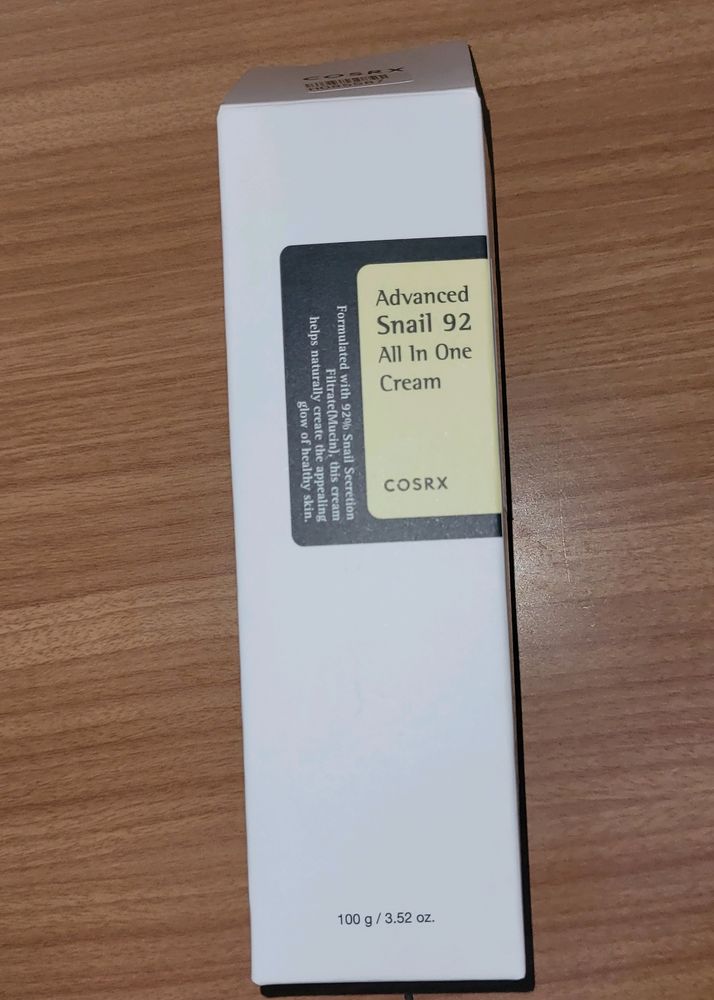 COSRX
Advanced
Snail 92
All In One
Cream
COSRX
Formulated with 92% Snail Secretion
Filtrate(Mucin), this cream
helps naturally create the appealing
glow of healthy skin.
100 g / 3.52 oz.